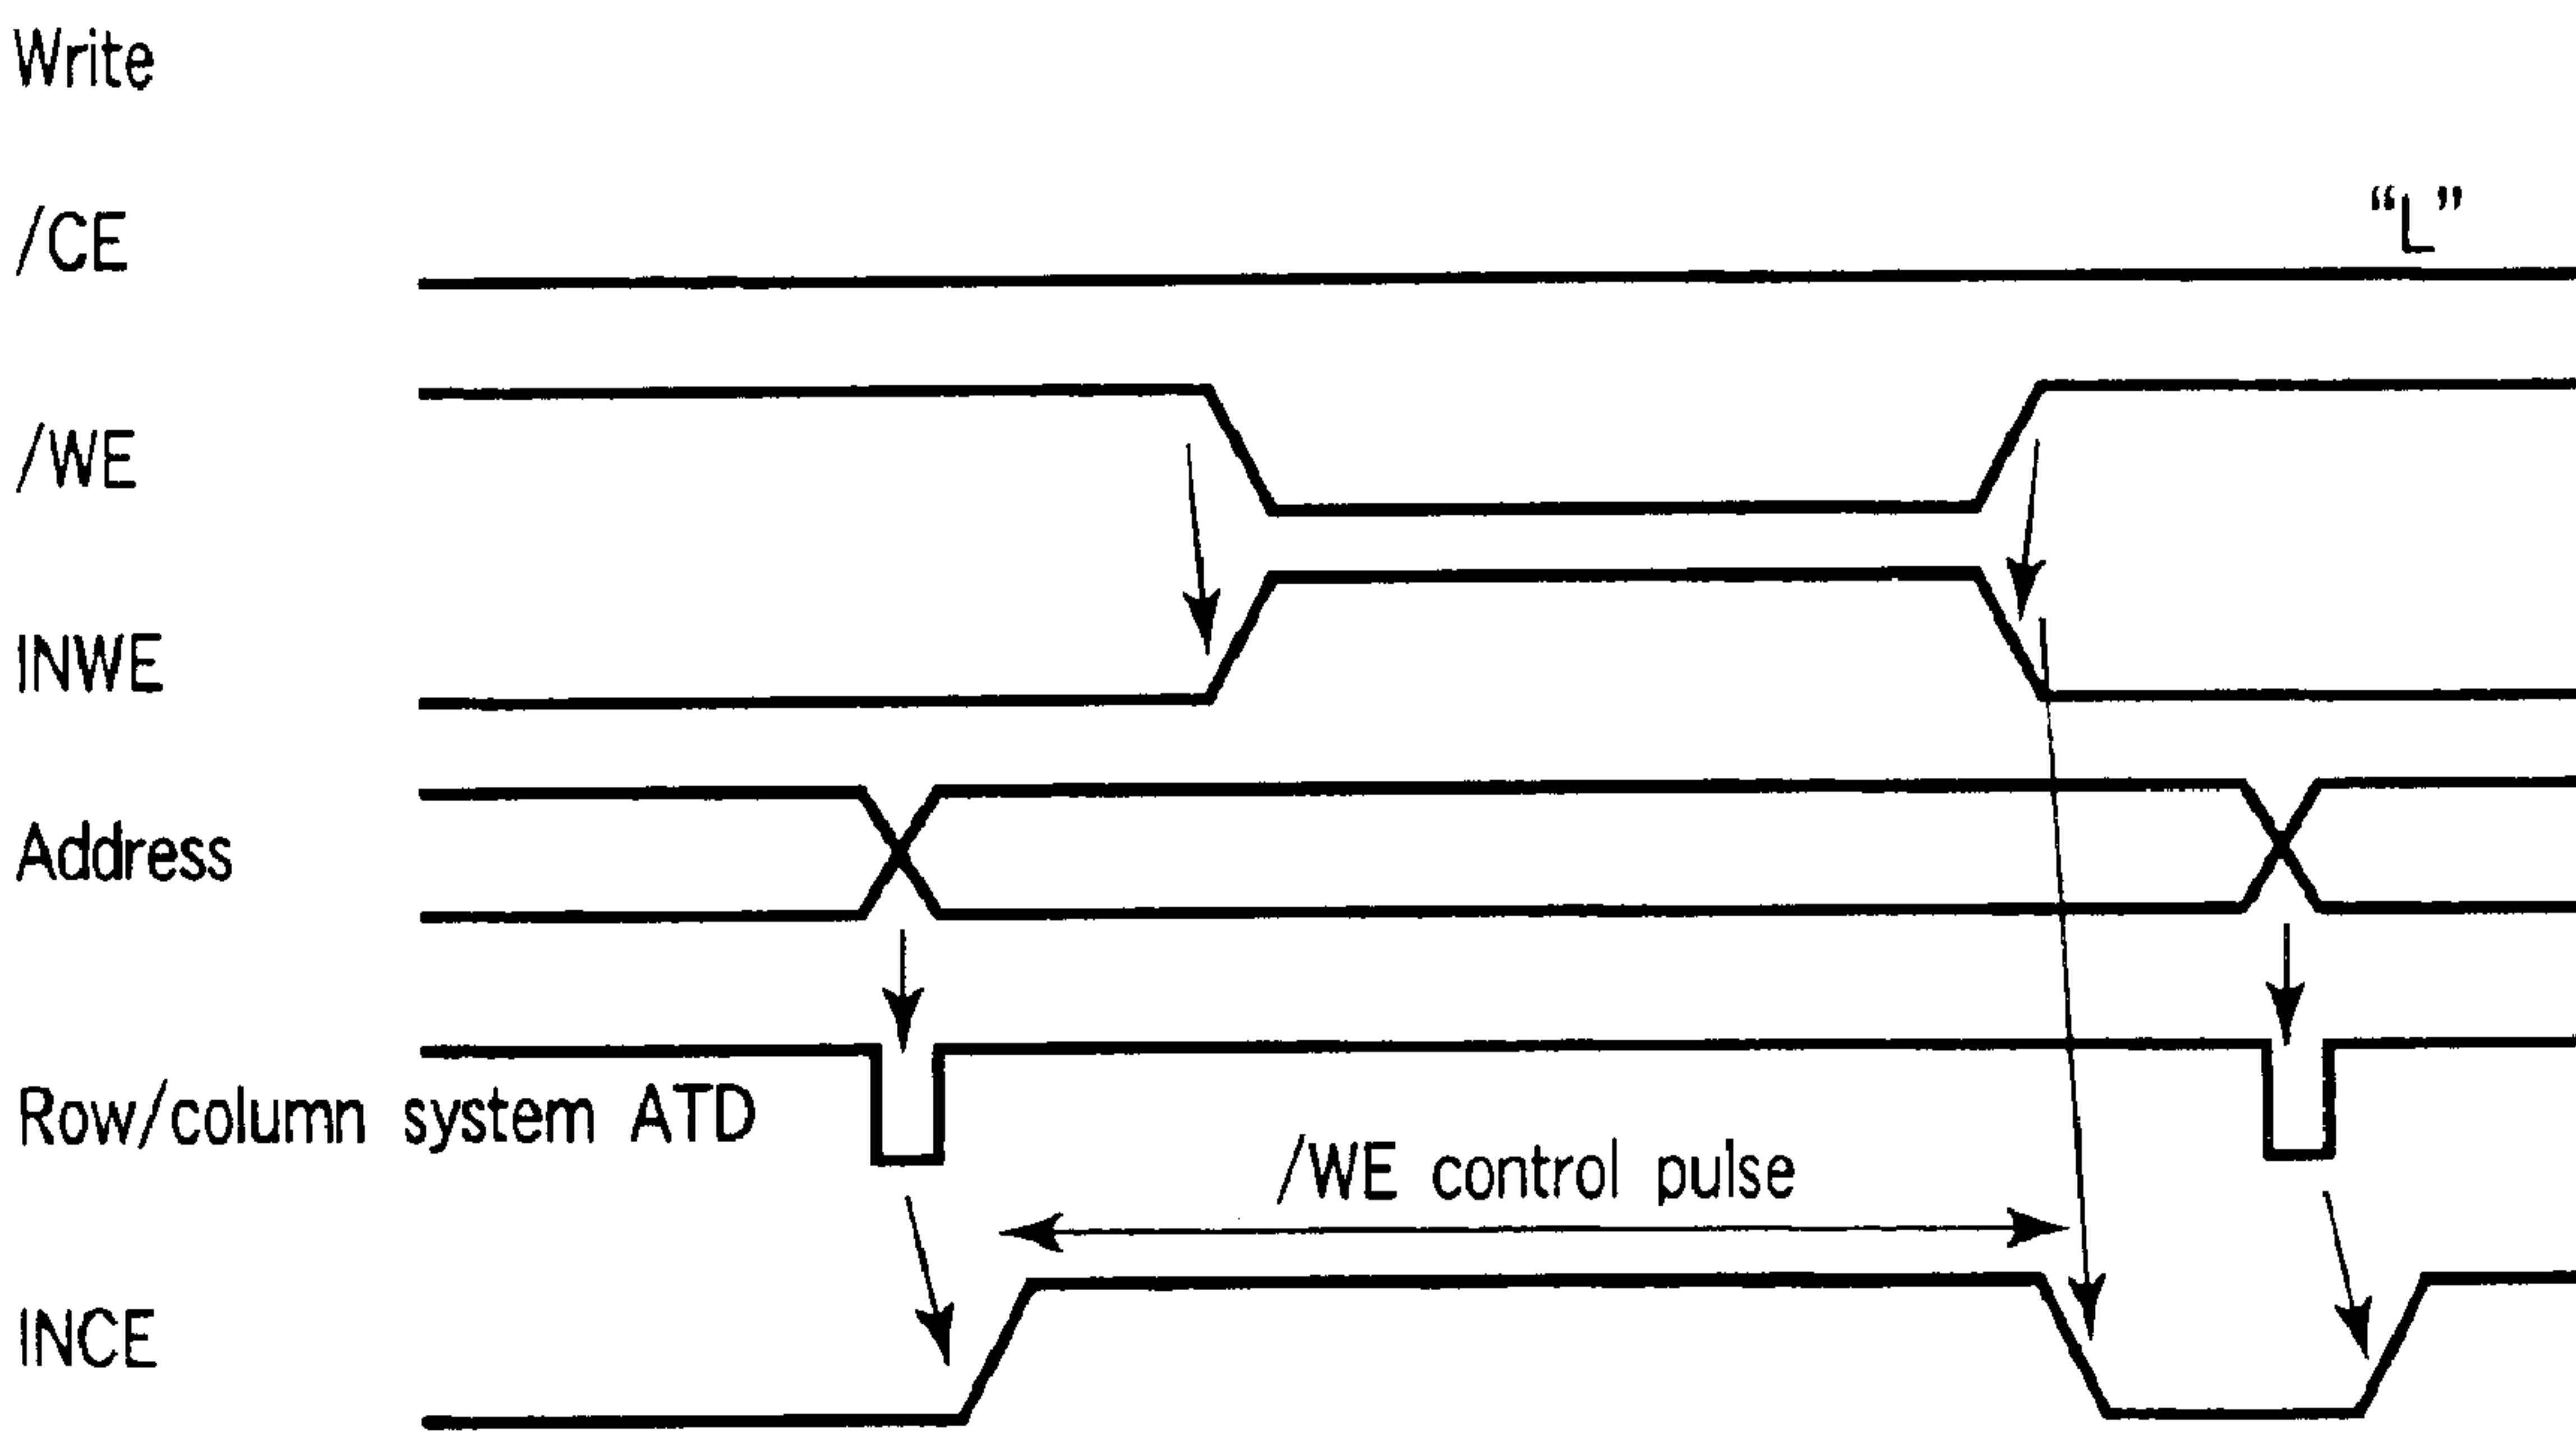 Write
“L”
/CE
/WE
INWE
Address
Row/column system ATD
/WE control pulse
INCE